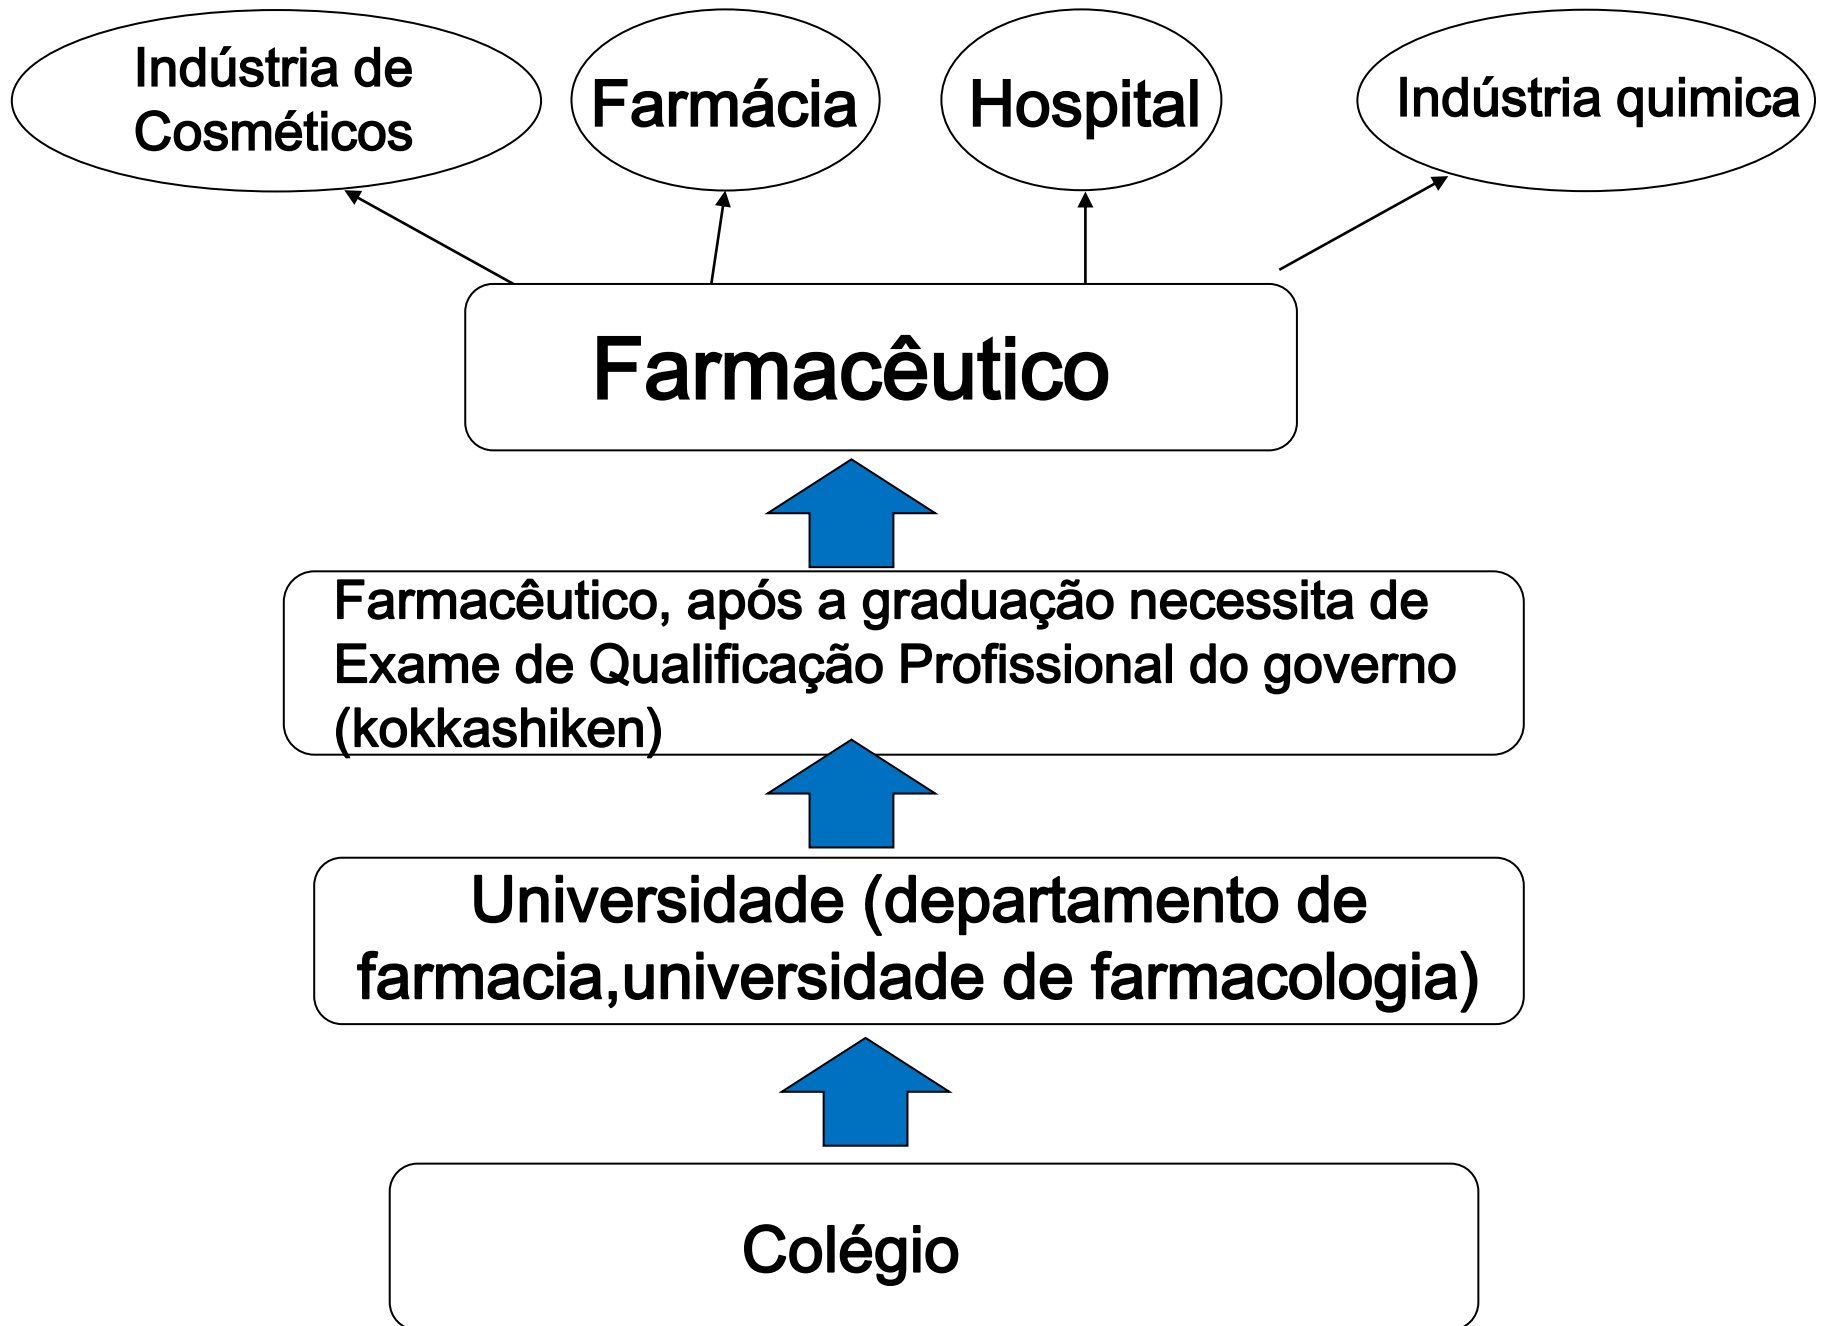 Indústria de
Cosméticos
Farmácia
Hospital
Indústria quimica
Farmacêutico
Farmacêutico, após a graduação necessita de
Exame de Qualificação Profissional do governo
(kokkashiken)
Universidade (departamento de
farmacia,universidade de farmacologia)
Colégio